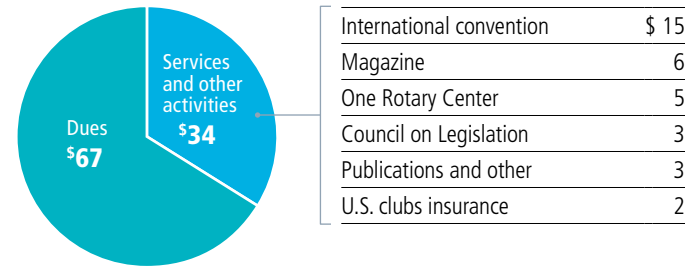 Services
and other
activities
$34
Dues
$67
International convention $ 15
Magazine 6
One Rotary Center 5
Council on Legislation 3
Publications and other 3
U.S. clubs insurance 2